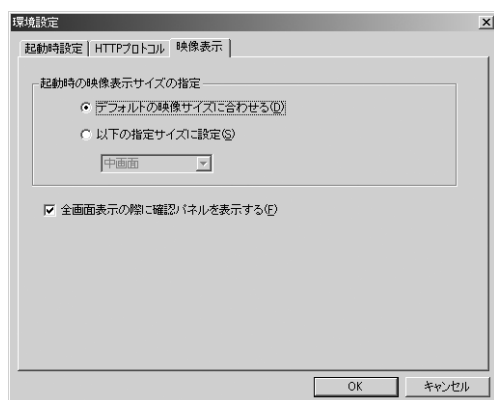 環境設定
起動時設定 HTTPプロトコル 映像表示
起動時の映像表示サイズの指定
デフォルトの映像サイズに合わせる(D)
以下の指定サイズに設定(S)
中画面
全画面表示の際に確認パネルを表示する(F)
OK キャンセル